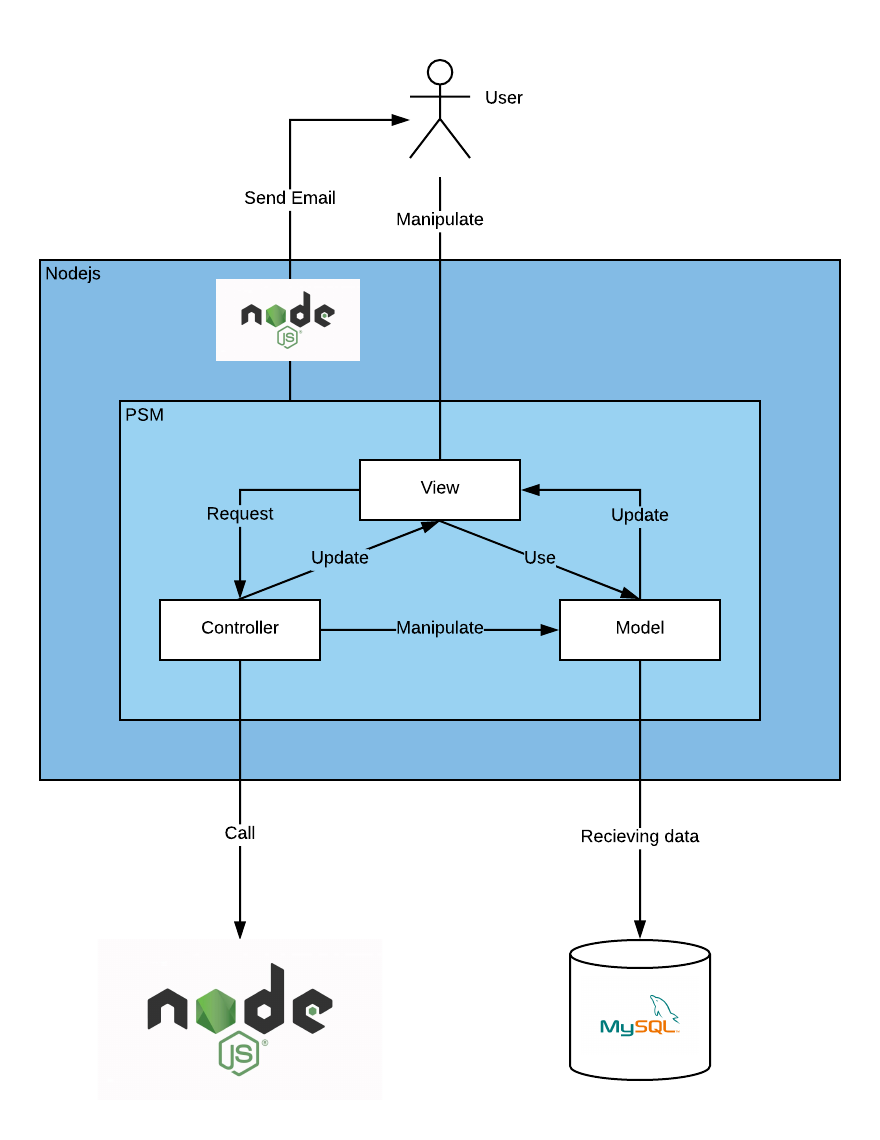 User
Send Email
Manipulate
Nodejs
node
JS
PSM
View
Request
Update
Update
Use
Controller
Manipulate
Model
Call
Recieving data
node
JS
MySQL